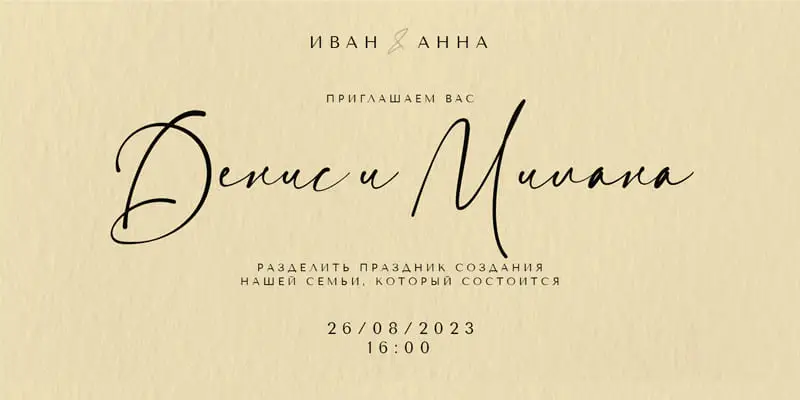 ИВАН & АННА
ПРИГЛАШАЕМ ВАС
Денис и Милана
РАЗДЕЛИТЬ ПРАЗДНИК СОЗДАНИЯ
НАШЕЙ СЕМЬИ, КОТОРЫЙ СОСТОИТСЯ
26/08/2023
16:00